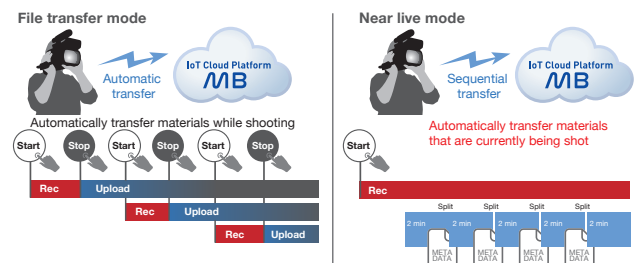 File transfer mode
IoT Cloud Platform
MB
Automatic
transfer
Automatically transfer materials while shooting
Start
Stop
Start
Stop
Start
Stop
Rec
Upload
Rec
Upload
Rec
Upload
Near live mode
IoT Cloud Platform
MB
Sequential
transfer
Automatically transfer materials
that are currently being shot
Start
Rec
Split
Split
Split
Split
2 min
2 min
2 min
2 min
2 min
META
DATA
META
DATA
META
DATA
META
DATA